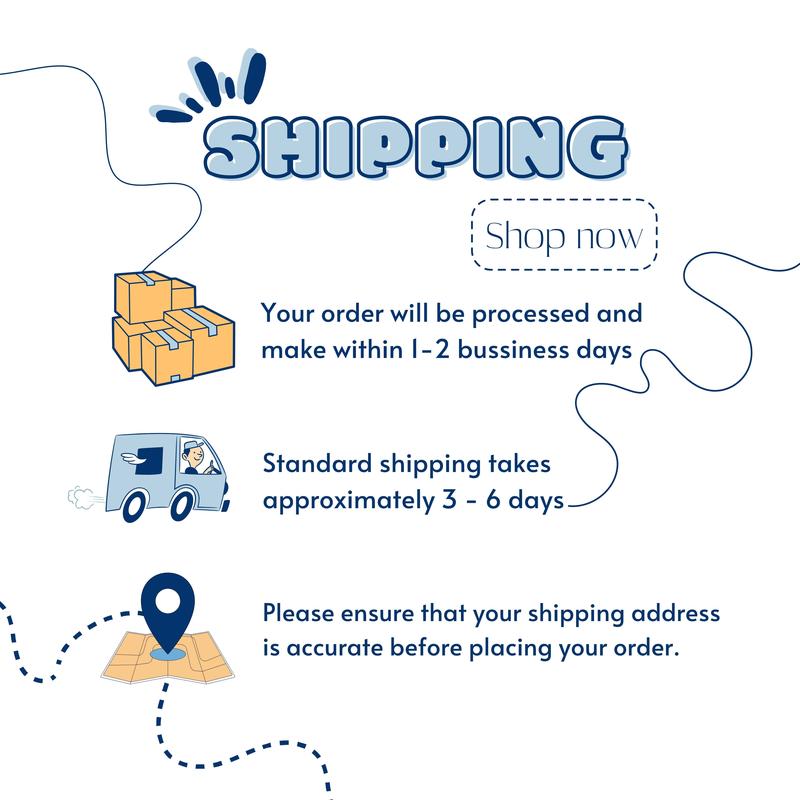 SHIPPING
Shop now
Your order will be processed and
make within 1-2 bussiness days
Standard shipping takes
approximately 3 - 6 days
Please ensure that your shipping address
is accurate before placing your order.